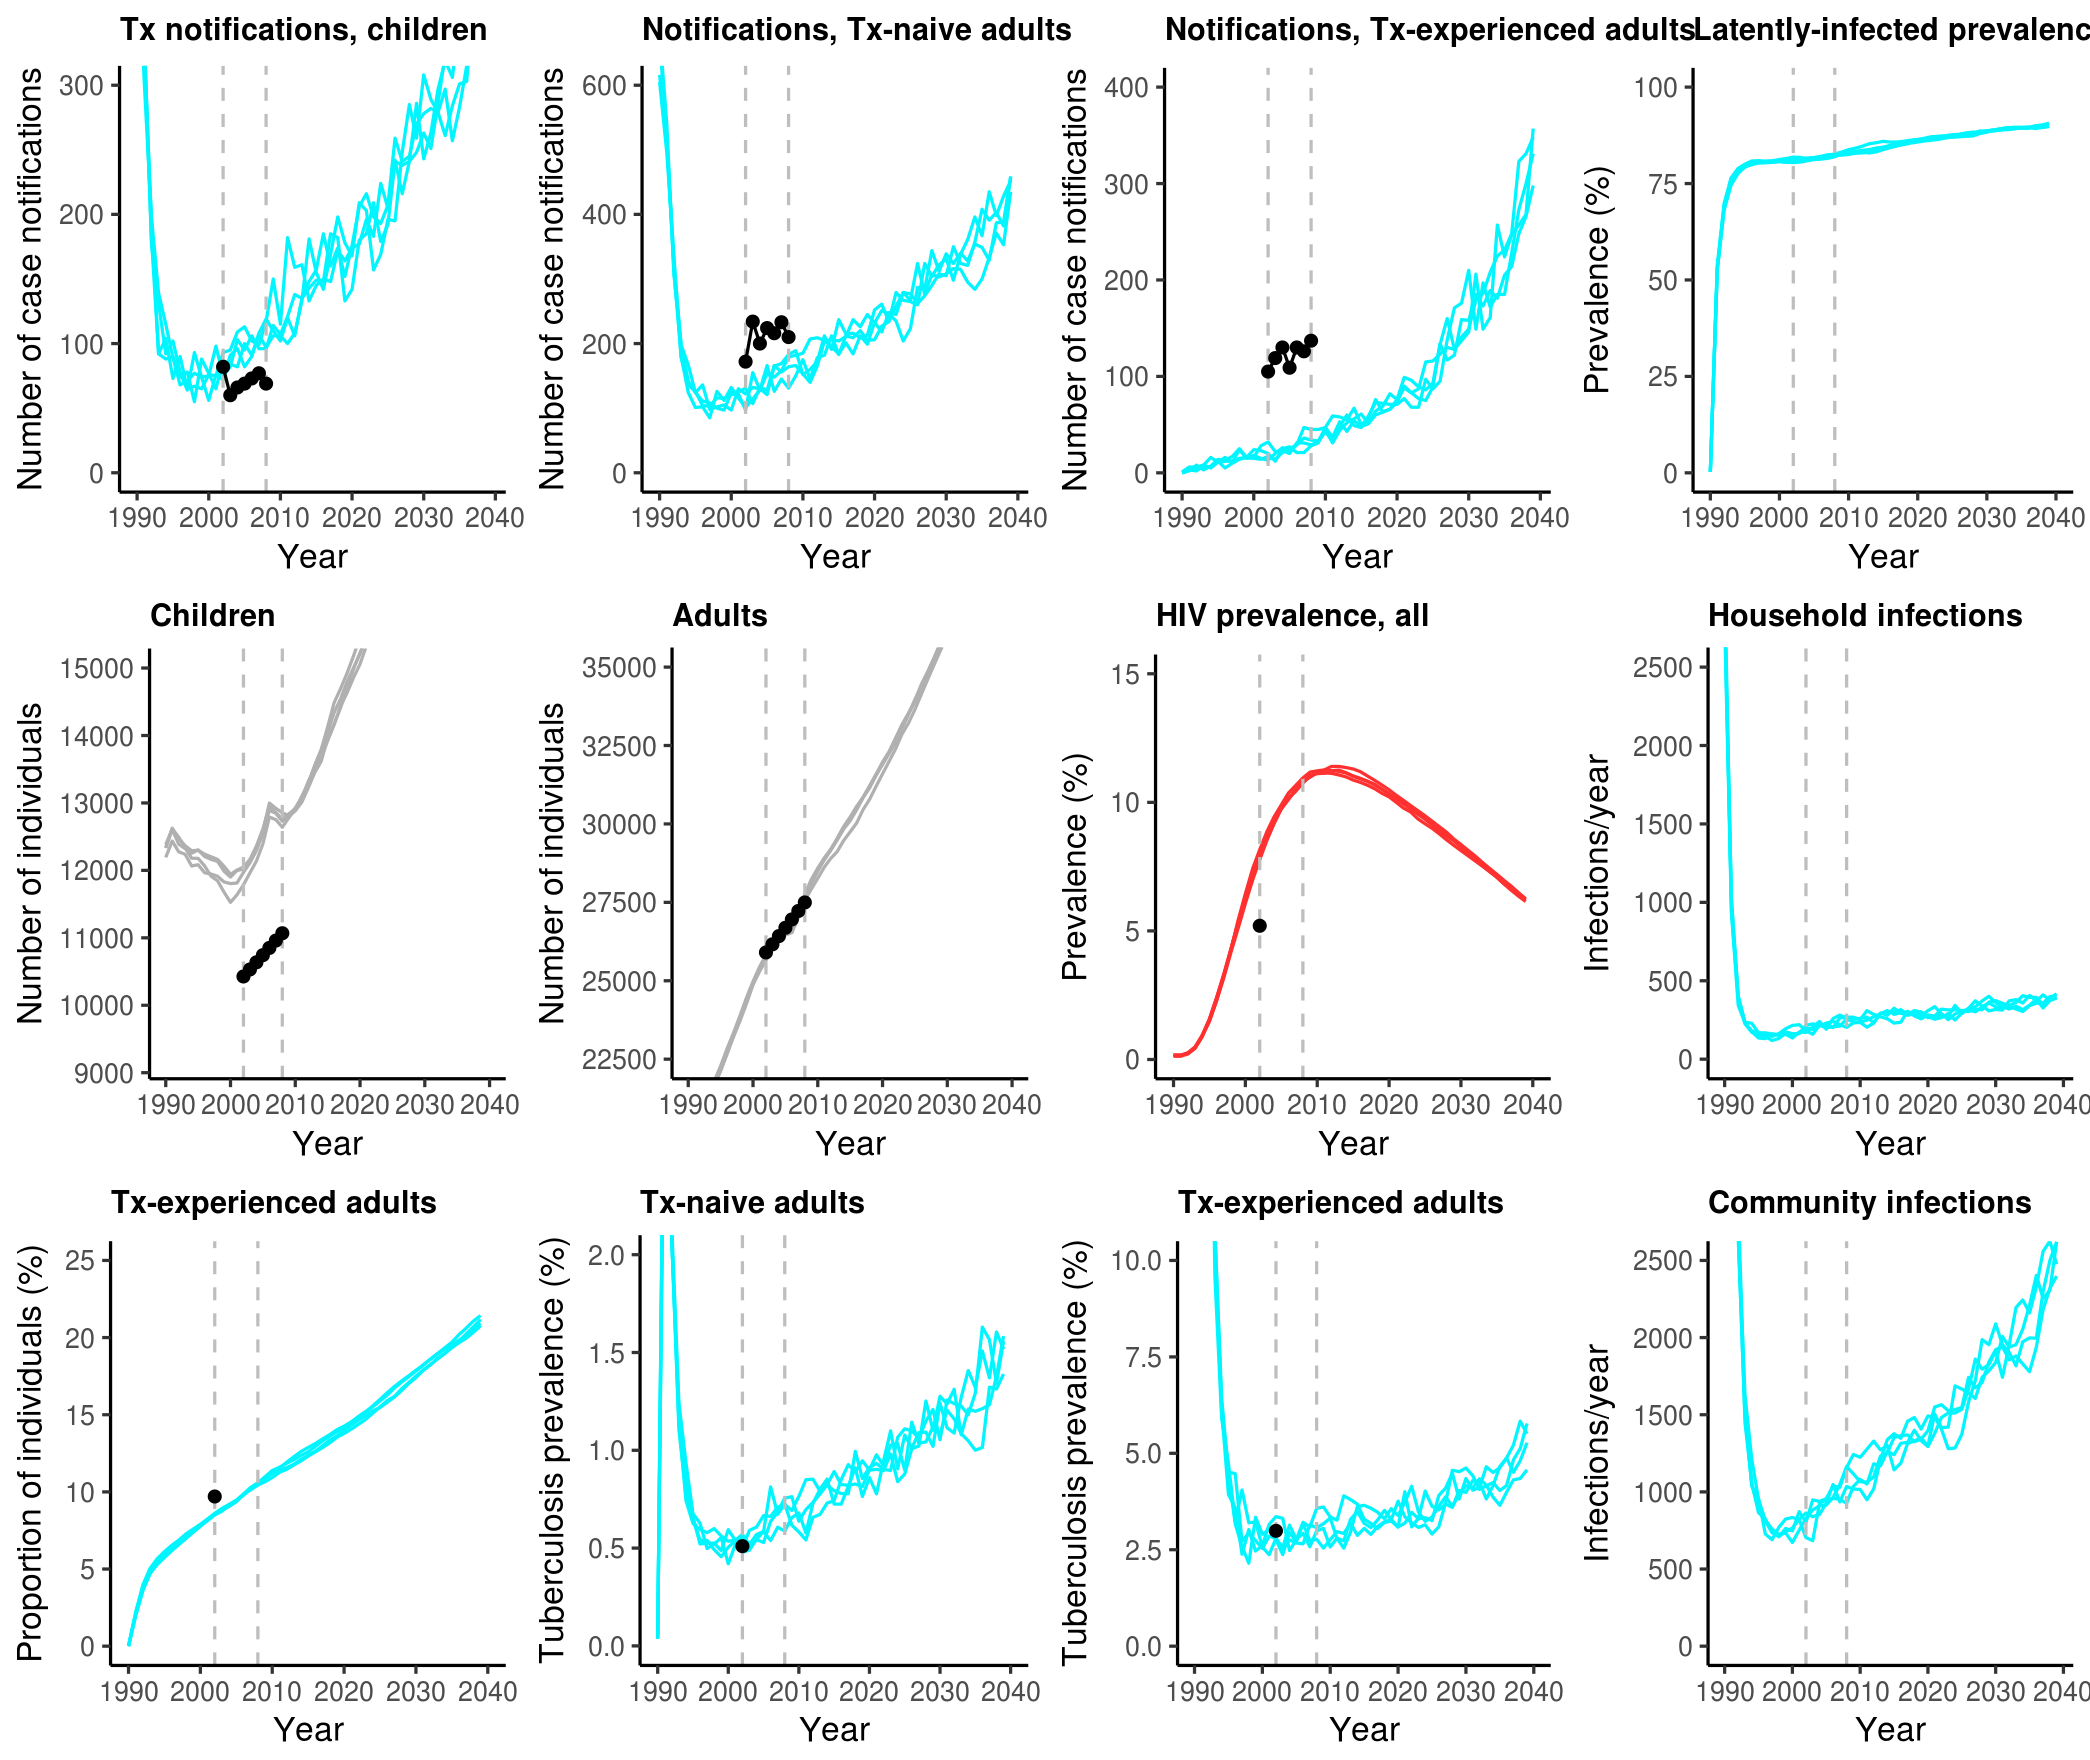 Tx notifications, children
Number of case notifications
300
200
100
0
1990 2000 2010 2020 2030 2040
Year
Notifications, Tx-naive adults
Number of case notifications
600
400
200
0
1990 2000 2010 2020 2030 2040
Year
Notifications, Tx-experienced adults
Number of case notifications
400
300
200
100
0
1990 2000 2010 2020 2030 2040
Year
Latently-infected prevalenc
Prevalence (%)
100
75
50
25
0
1990 2000 2010 2020 2030 2040
Year
Children
Number of individuals
15000
14000
13000
12000
11000
10000
9000
1990 2000 2010 2020 2030 2040
Year
Adults
Number of individuals
35000
32500
30000
27500
25000
22500
1990 2000 2010 2020 2030 2040
Year
HIV prevalence, all
Prevalence (%)
15
10
5
0
1990 2000 2010 2020 2030 2040
Year
Household infections
Infections/year
2500
2000
1500
1000
500
0
1990 2000 2010 2020 2030 2040
Year
Tx-experienced adults
Proportion of individuals (%)
25
20
15
10
5
0
1990 2000 2010 2020 2030 2040
Year
Tx-naive adults
Tuberculosis prevalence (%)
2.0
1.5
1.0
0.5
0.0
1990 2000 2010 2020 2030 2040
Year
Tx-experienced adults
Tuberculosis prevalence (%)
10.0
7.5
5.0
2.5
0.0
1990 2000 2010 2020 2030 2040
Year
Community infections
Infections/year
2500
2000
1500
1000
500
0
1990 2000 2010 2020 2030 2040
Year